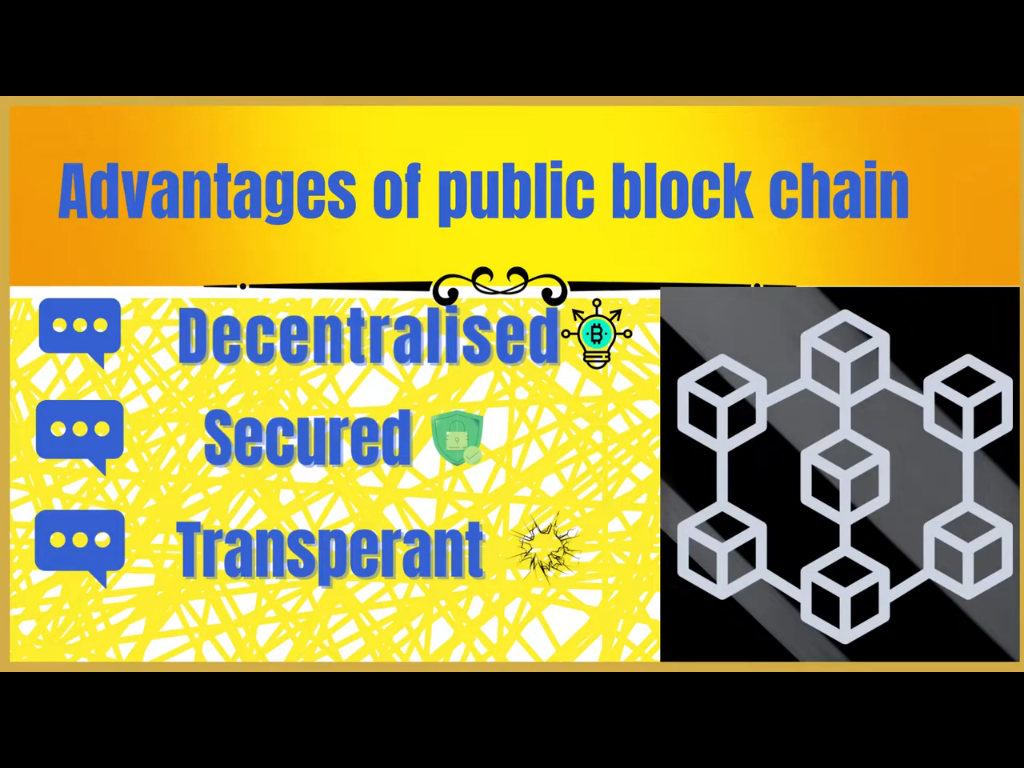 Advantages of public block chain
Decentralised
Secured
Transperant